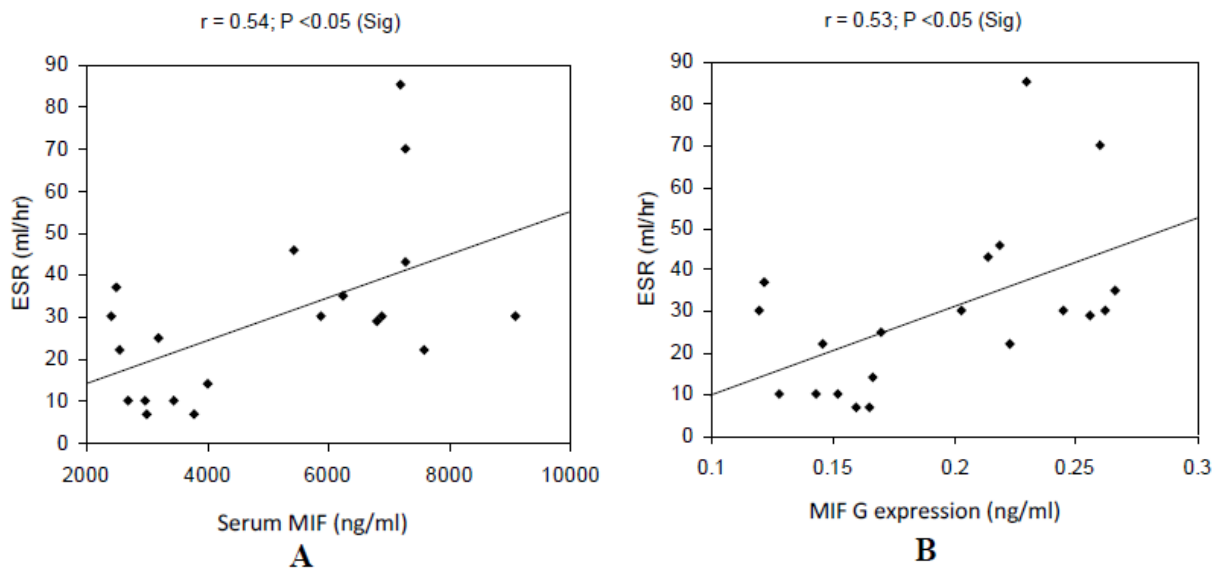 r = 0.54; P <0.05 (Sig)
90
80
70
60
50
40
30
20
10
0
ESR (ml/hr)
2000 4000 6000 8000 10000
Serum MIF (ng/ml)
A
r = 0.53; P <0.05 (Sig)
90
80
70
60
50
40
30
20
10
0
ESR (ml/hr)
0.1 0.15 0.2 0.25 0.3
MIF G expression (ng/ml)
B